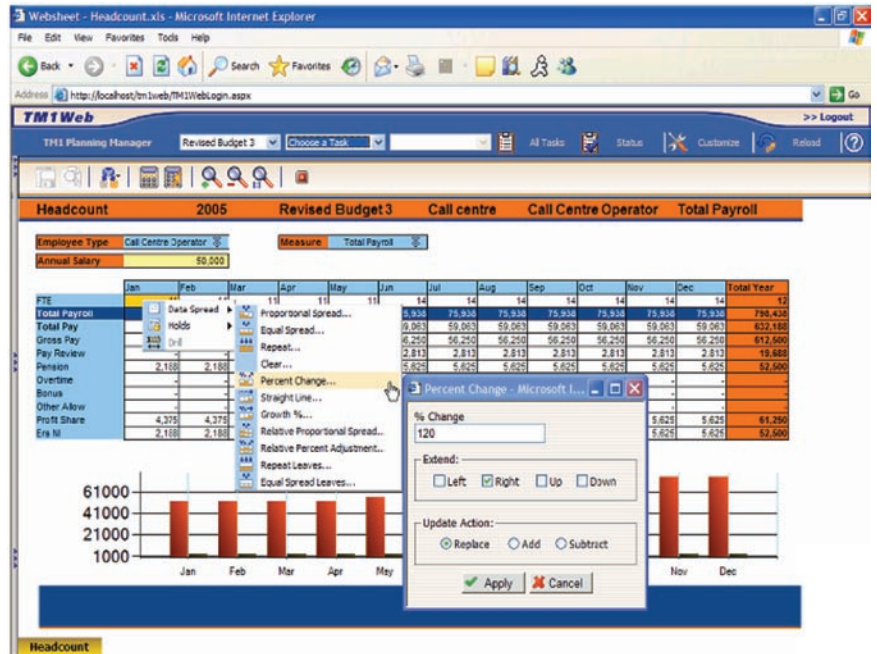 Websheet - Headcount.xls - Microsoft Internet Explorer
File Edit View Favorites Tools Help
Back Search Favorites
Address http://localhost/tm1web/TM1WebLogin.aspx Go
TM1Web >> Logout
TM1 Planning Manager Revised Budget 3 Choose a Task All Tasks Status Customize Reload
Headcount 2005 Revised Budget 3 Call centre Call Centre Operator Total Payroll
Employee Type Call Centre Operator Measure Total Payroll
Annual Salary 50,000
Jan Feb Mar Apr May Jun Jul Aug Sep Oct Nov Dec Total Year
FTE 11 11 11 14 14 14 14 14 14 14 12
Total Payroll 75,938 75,938 75,938 75,938 75,938 75,938 75,938 798,438
Total Pay 59,063 59,063 59,063 59,063 59,063 59,063 632,188
Gross Pay 56,250 56,250 56,250 56,250 56,250 56,250 612,500
Pay Review - - 2,813 2,813 2,813 2,813 2,813 2,813 19,688
Pension 2,188 2,188 5,625 5,625 5,625 5,625 5,625 5,625 52,500
Overtime - -
Bonus - -
Other Allow - -
Profit Share 4,375 4,375 5,625 5,625 61,250
Ers NI 2,188 2,188 5,625 5,625 52,500
Data Spread
Holds
Drill
Proportional Spread...
Equal Spread...
Repeat...
Clear...
Percent Change...
Straight Line...
Growth %...
Relative Proportional Spread...
Relative Percent Adjustment...
Repeat Leaves...
Equal Spread Leaves...
Percent Change - Microsoft I...
% Change
120
Extend:
Left Right Up Down
Update Action:
Replace Add Subtract
Apply Cancel
61000
41000
21000
1000
Jan Feb Mar Apr May Nov Dec
Headcount